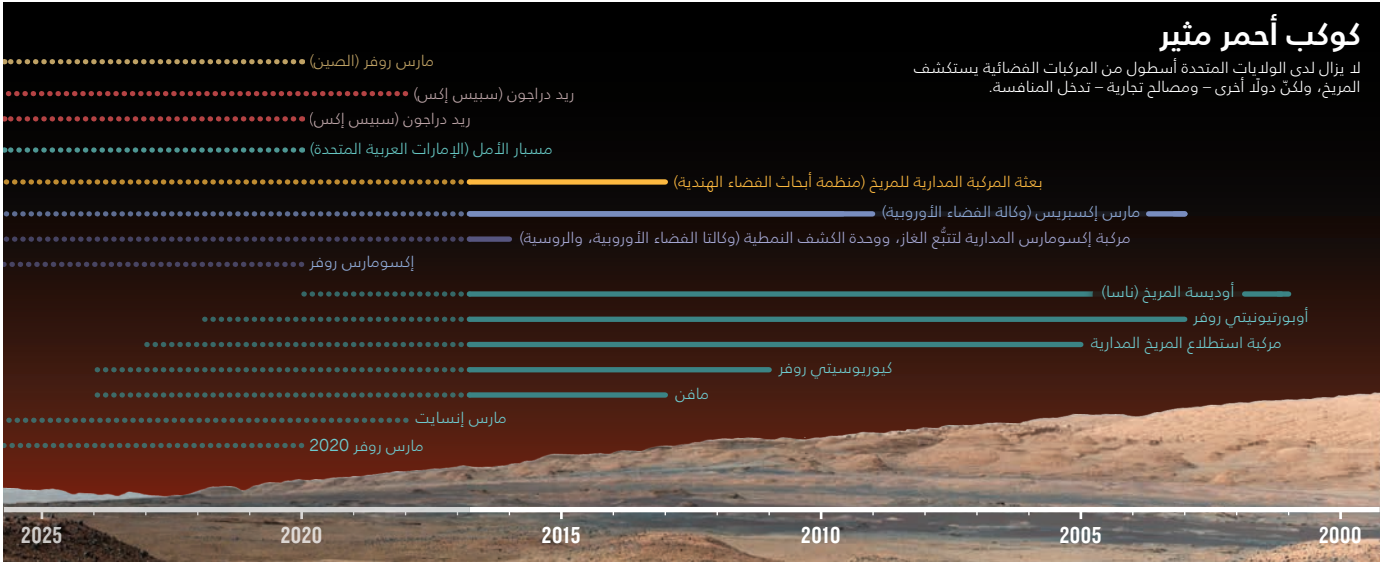 كوكب أحمر مثير
لا يزال لدى الولايات المتحدة أسطول من المركبات الفضائية يستكشف
المريخ، ولكنّ دولًا أخرى – ومصالح تجارية – تدخل المنافسة.
مارس روفر (الصين)
ريد دراجون (سبيس إكس)
ريد دراجون (سبيس إكس)
مسبار الأمل (الإمارات العربية المتحدة)
بعثة المركبة المدارية للمريخ (منظمة أبحاث الفضاء الهندية)
مارس إكسبريس (وكالة الفضاء الأوروبية)
مركبة إكسومارس المدارية لتتبُّع الغاز، ووحدة الكشف النمطية (وكالتا الفضاء الأوروبية، والروسية)
إكسومارس روفر
أوديسة المريخ (ناسا)
أوبورتيونيتي روفر
مركبة استطلاع المريخ المدارية
كيوريوسيتي روفر
مافن
مارس إنسايت
مارس روفر 2020
2000
2005
2010
2015
2020
2025